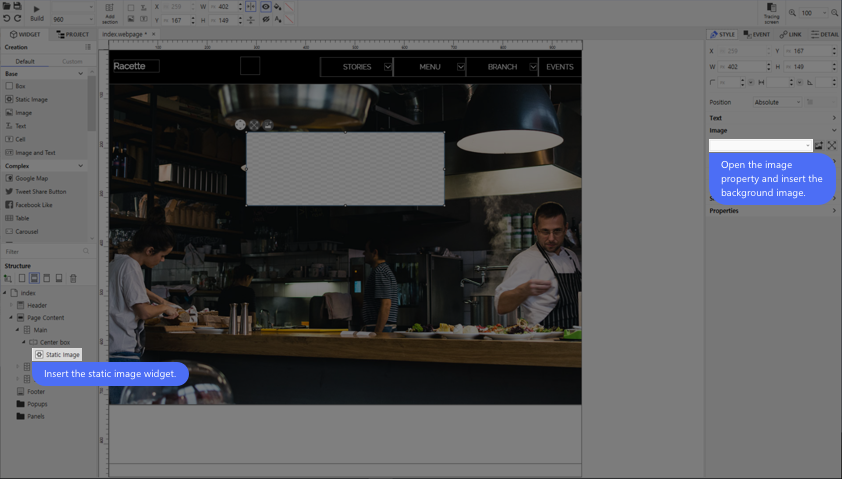 Build
960
Add section
X 259 W 402
Y 167 H 149
Tracing screen
100
WIDGET PROJECT
index.webpage *
STYLE EVENT LINK DETAIL
Creation
Default Custom
Base
Box
Static Image
Image
Text
Cell
Image and Text
Complex
Google Map
Tweet Share Button
Facebook Like
Table
Carousel
Filter
Structure
Index
Header
Page Content
Main
Center box
Static Image
Insert the static image widget.
Footer
Popups
Panels
Racette
STORIES MENU BRANCH EVENTS
X 259 Y 167
W 402 H 149
Position Absolute
Text
Image
Open the image
property and insert the
background image.
Properties